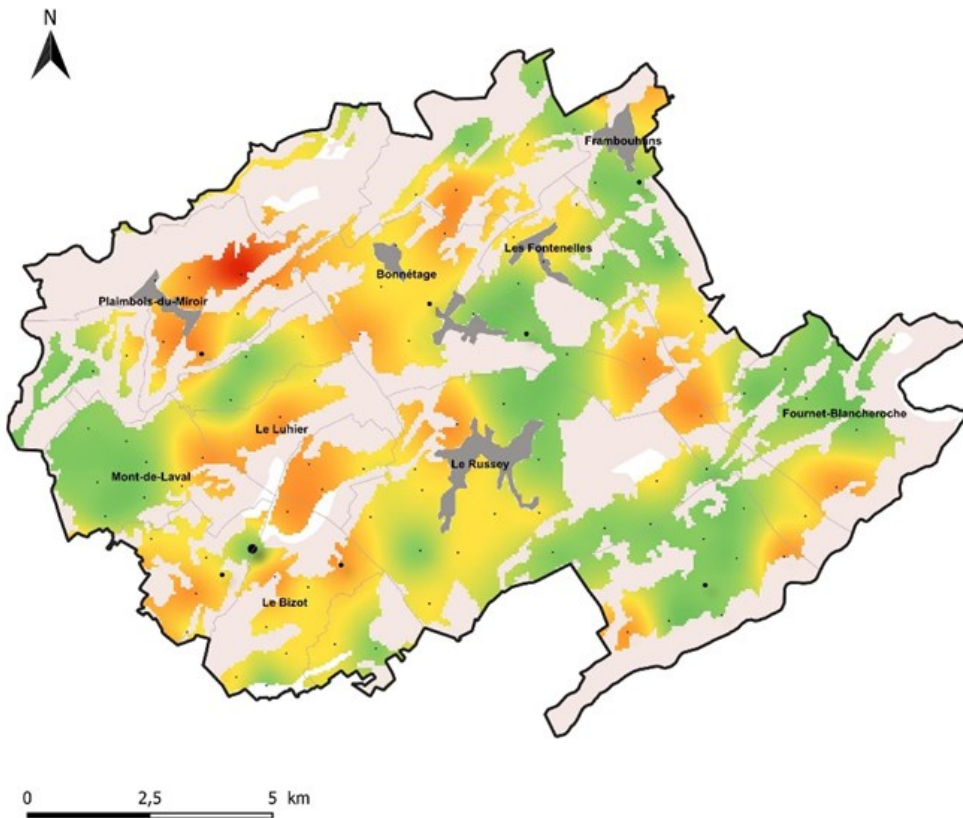 N
Frambouhans
Les Fontenelles
Bonnétage
Plaimbois-du-Miroir
Fournet-Blancheroche
Le Luhier
Le Russey
Mont-de-Laval
Le Bizot
0 2,5 5 km